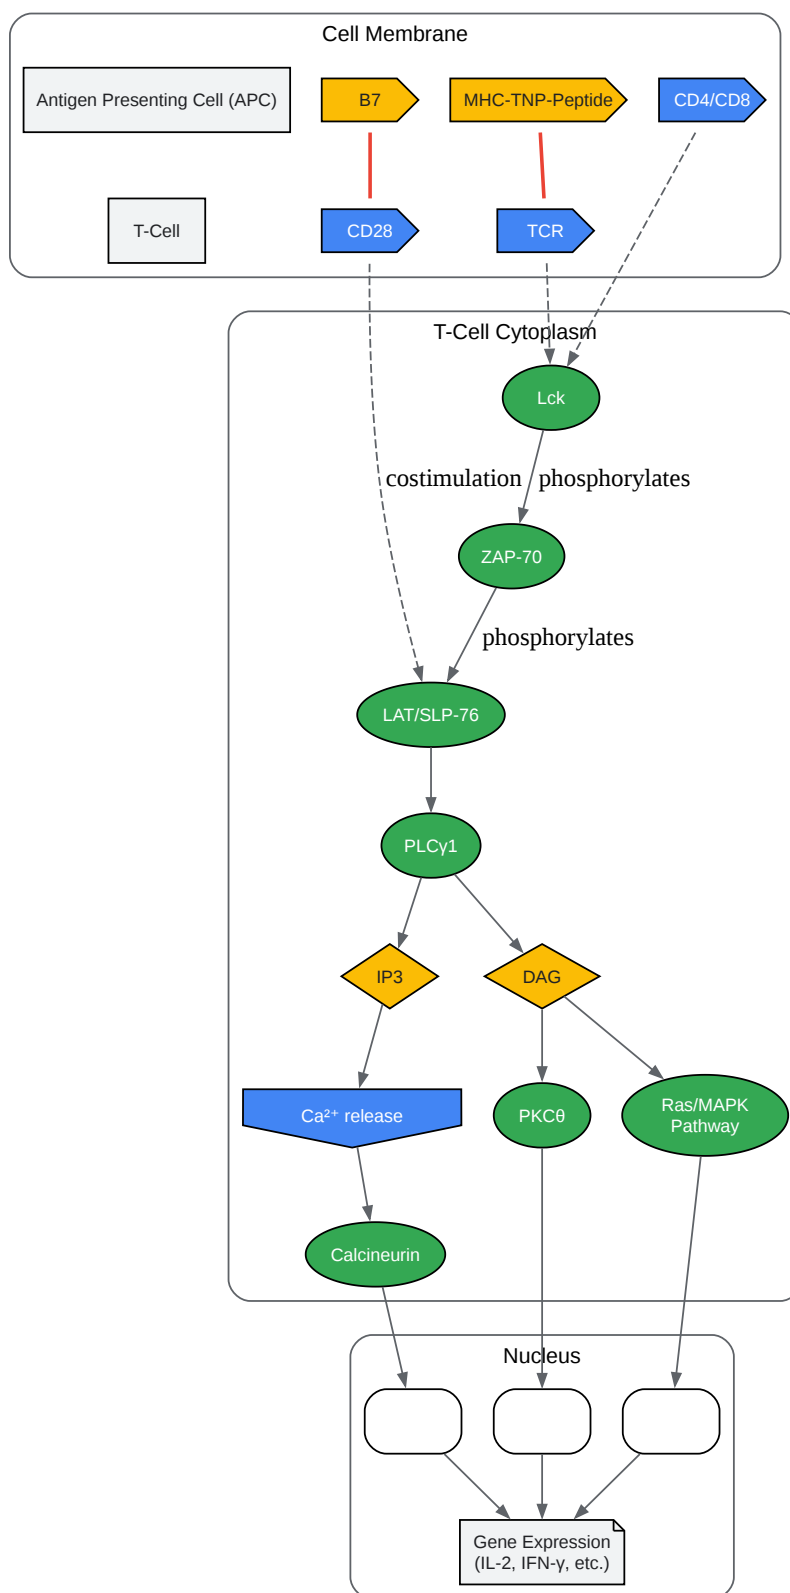 Cell Membrane
Antigen Presenting Cell (APC)
B7
MHC-TNP-Peptide
CD4/CD8
T-Cell
CD28
TCR
T-Cell Cytoplasm
Lck
costimulation
phosphorylates
ZAP-70
phosphorylates
LAT/SLP-76
PLCγ1
IP3
DAG
Ca²⁺ release
PKCθ
Ras/MAPK
Pathway
Calcineurin
Nucleus
Gene Expression
(IL-2, IFN-γ, etc.)